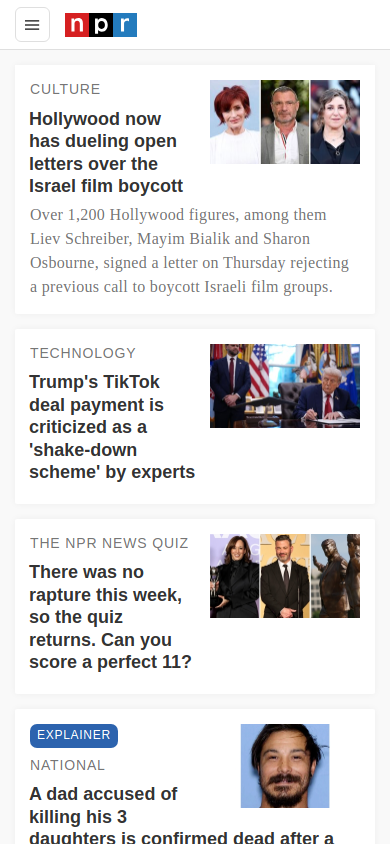 npr
CULTURE
Hollywood now
has dueling open
letters over the
Israel film boycott
Over 1,200 Hollywood figures, among them
Liev Schreiber, Mayim Bialik and Sharon
Osbourne, signed a letter on Thursday rejecting
a previous call to boycott Israeli film groups.
TECHNOLOGY
Trump's TikTok
deal payment is
criticized as a
'shake-down
scheme' by experts
THE NPR NEWS QUIZ
There was no
rapture this week,
so the quiz
returns. Can you
score a perfect 11?
EXPLAINER
NATIONAL
A dad accused of
killing his 3
daughters is confirmed dead after a